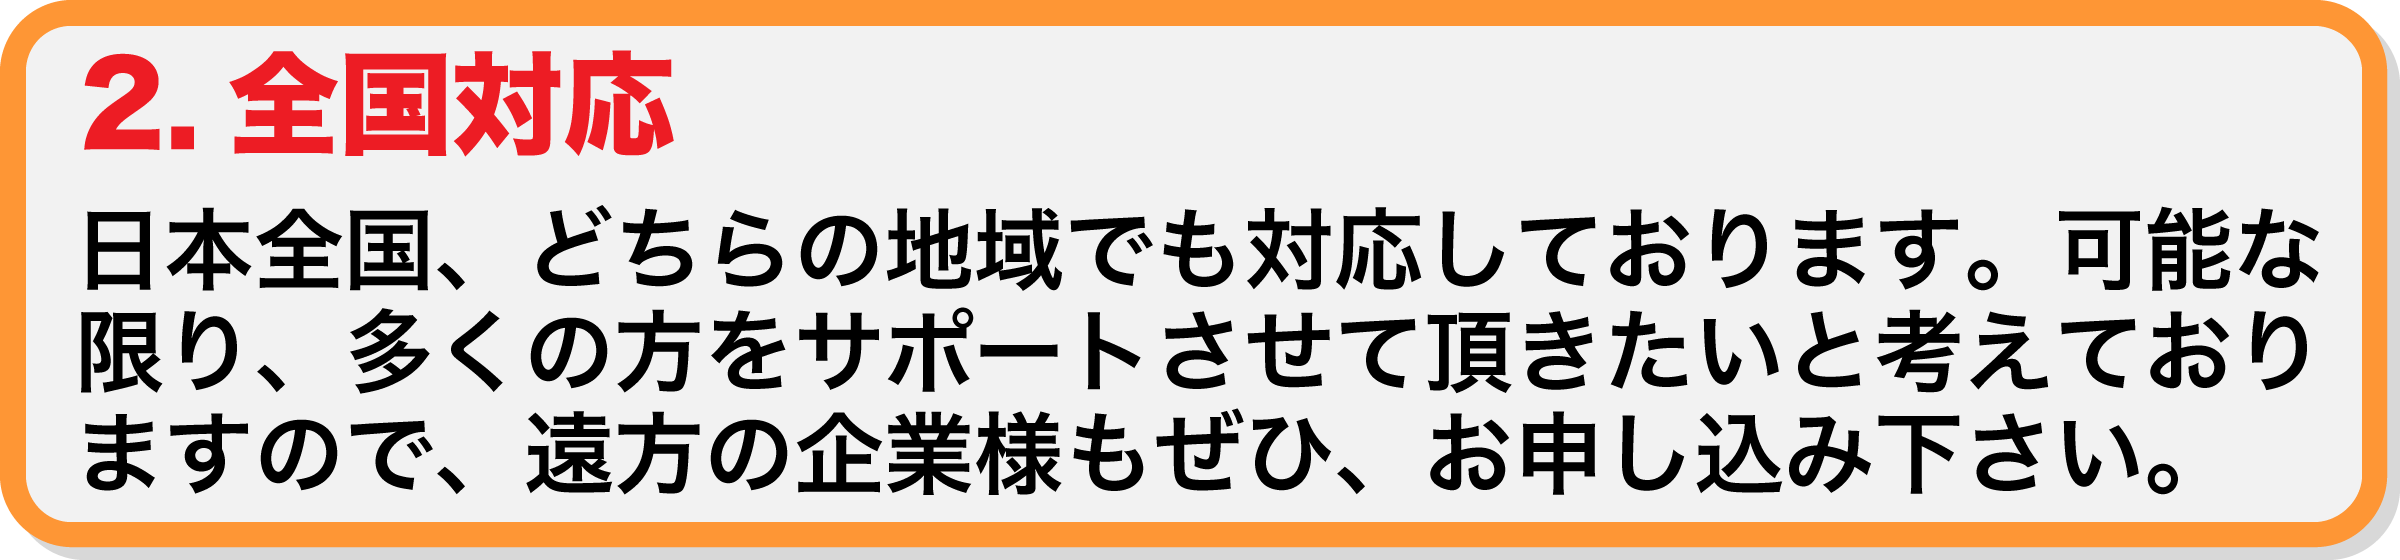 2. 全国対応
日本全国、どちらの地域でも対応しております。可能な
限り、多くの方をサポートさせて頂きたいと考えており
ますので、遠方の企業様もぜひ、お申し込み下さい。